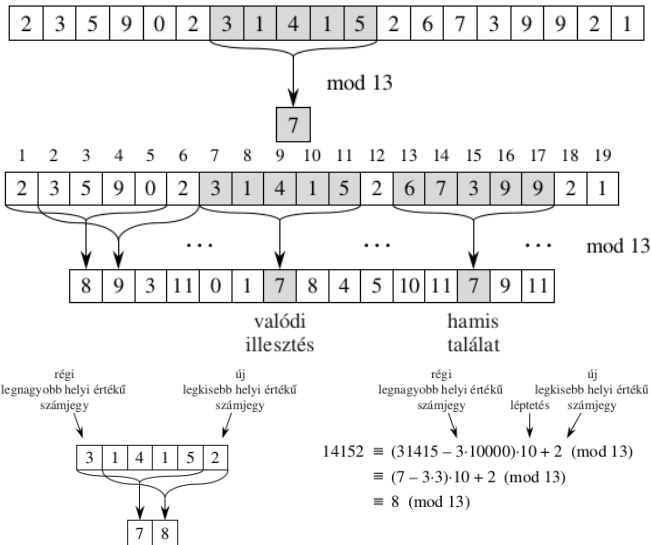 2 3 5 9 0 2 3 1 4 1 5 2 6 7 3 9 9 2 1
mod 13
7
1 2 3 4 5 6 7 8 9 10 11 12 13 14 15 16 17 18 19
2 3 5 9 0 2 3 1 4 1 5 2 6 7 3 9 9 2 1
... ... ... mod 13
8 9 3 11 0 1 7 8 4 5 10 11 7 9 11
valódi
illesztés
hamis
találat
régi
legnagyobb helyi értékű
számjegy
új
legkisebb helyi értékű
számjegy
3 1 4 1 5 2
7 8
régi
legnagyobb helyi értékű
számjegy
léptetés
új
legkisebb helyi értékű
számjegy
14152 ≡ (31415 – 3·10000)·10 + 2 (mod 13)
≡ (7 – 3·3)·10 + 2 (mod 13)
≡ 8 (mod 13)